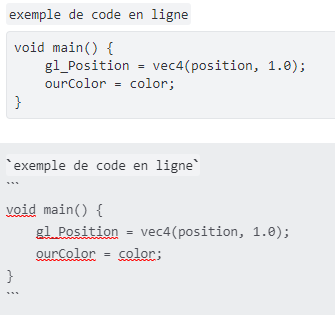 exemple de code en ligne
void main() {
    gl_Position = vec4(position, 1.0);
    ourColor = color;
}
`exemple de code en ligne`
```
void main() {
    gl_Position = vec4(position, 1.0);
    ourColor = color;
}
```